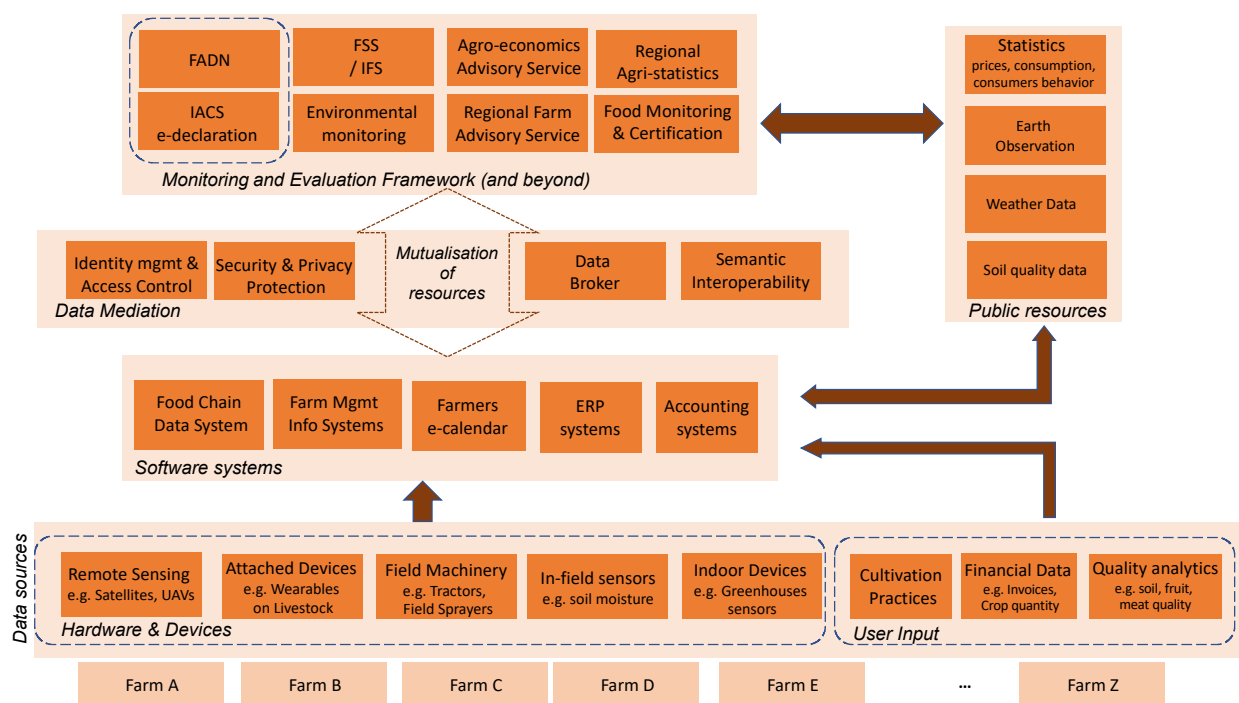 FADN
FSS
/ IFS
Agro-economics
Advisory Service
Regional
Agri-statistics
IACS
e-declaration
Environmental
monitoring
Regional Farm
Advisory Service
Food Monitoring
& Certification
Monitoring and Evaluation Framework (and beyond)
Statistics
prices, consumption,
consumers behavior
Earth
Observation
Weather Data
Soil quality data
Public resources
Identity mgmt &
Access Control
Security & Privacy
Protection
Mutualisation
of
resources
Data
Broker
Semantic
Interoperability
Data Mediation
Food Chain
Data System
Farm Mgmt
Info Systems
Farmers
e-calendar
ERP
systems
Accounting
systems
Software systems
Data sources
Remote Sensing
e.g. Satellites, UAVs
Attached Devices
e.g. Wearables
on Livestock
Field Machinery
e.g. Tractors,
Field Sprayers
In-field sensors
e.g. soil moisture
Indoor Devices
e.g. Greenhouses
sensors
Hardware & Devices
Cultivation
Practices
Financial Data
e.g. Invoices,
Crop quantity
Quality analytics
e.g. soil, fruit,
meat quality
User Input
Farm A
Farm B
Farm C
Farm D
Farm E
...
Farm Z